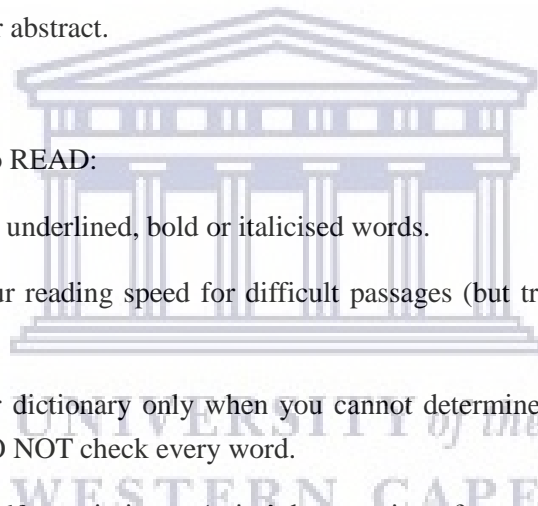 r abstract.
READ:
underlined, bold or italicised words.
ur reading speed for difficult passages (but tr
r dictionary only when you cannot determine
UNIVERSITY of the
NOT check every word.
WESTERN CAPE